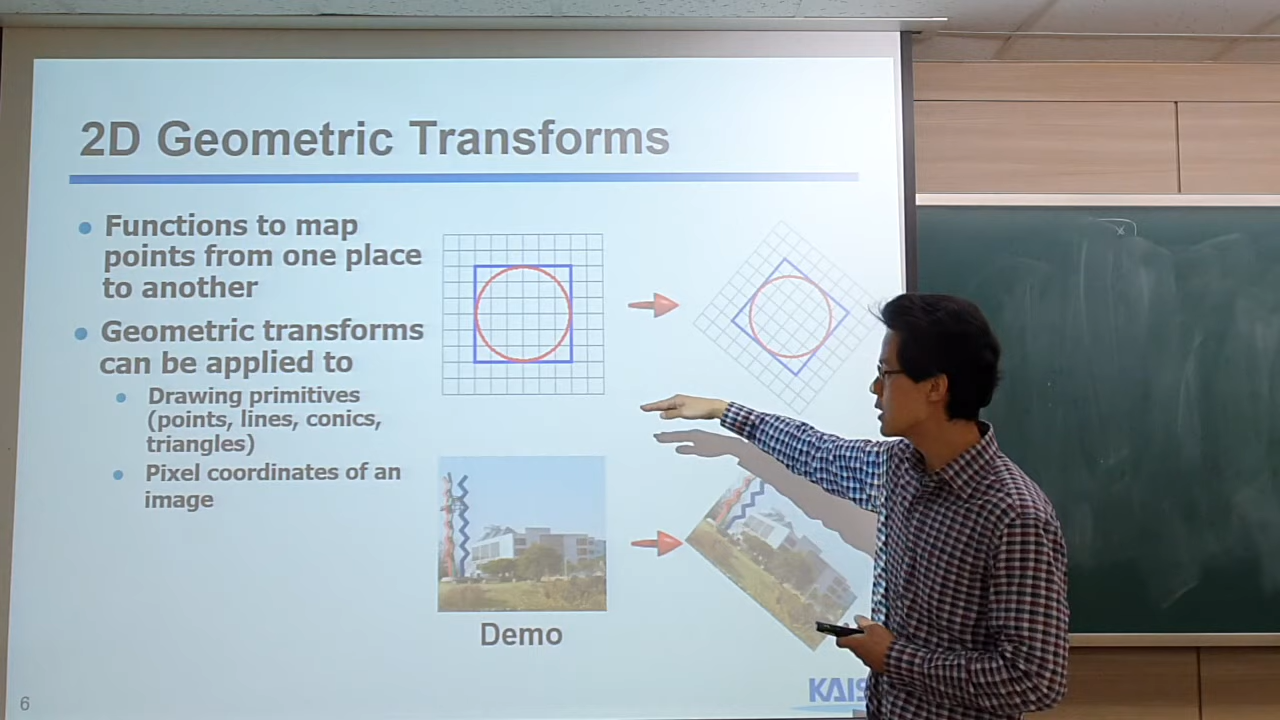 2D Geometric Transforms
Functions to map
points from one place
to another
Geometric transforms
can be applied to
Drawing primitives
(points, lines, conics,
triangles)
Pixel coordinates of an
image
Demo
6
KAIS